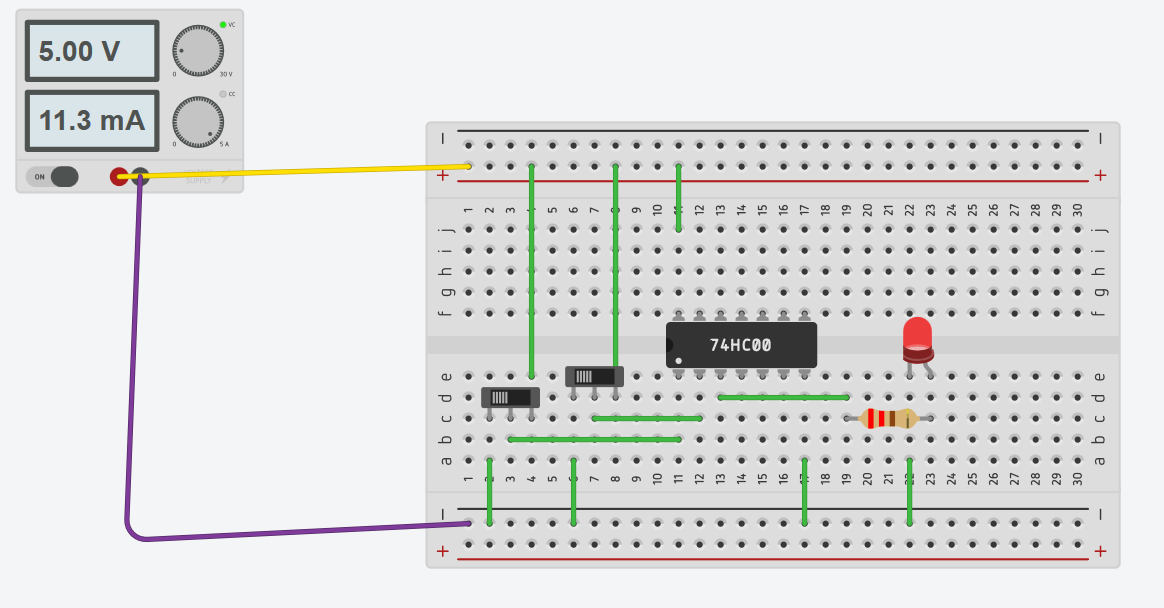 VC
5.00 V
0 30 V
CC
11.3 mA
0 5 A
ON
SUPPLY
1 2 3 4 5 6 7 8 9 10 11 12 13 14 15 16 17 18 19 20 21 22 23 24 25 26 27 28 29 30
j j
i i
h h
g g
f f
74HC00
e e
d d
c c
b b
a a
1 2 3 4 5 6 7 8 9 10 11 12 13 14 15 16 17 18 19 20 21 22 23 24 25 26 27 28 29 30